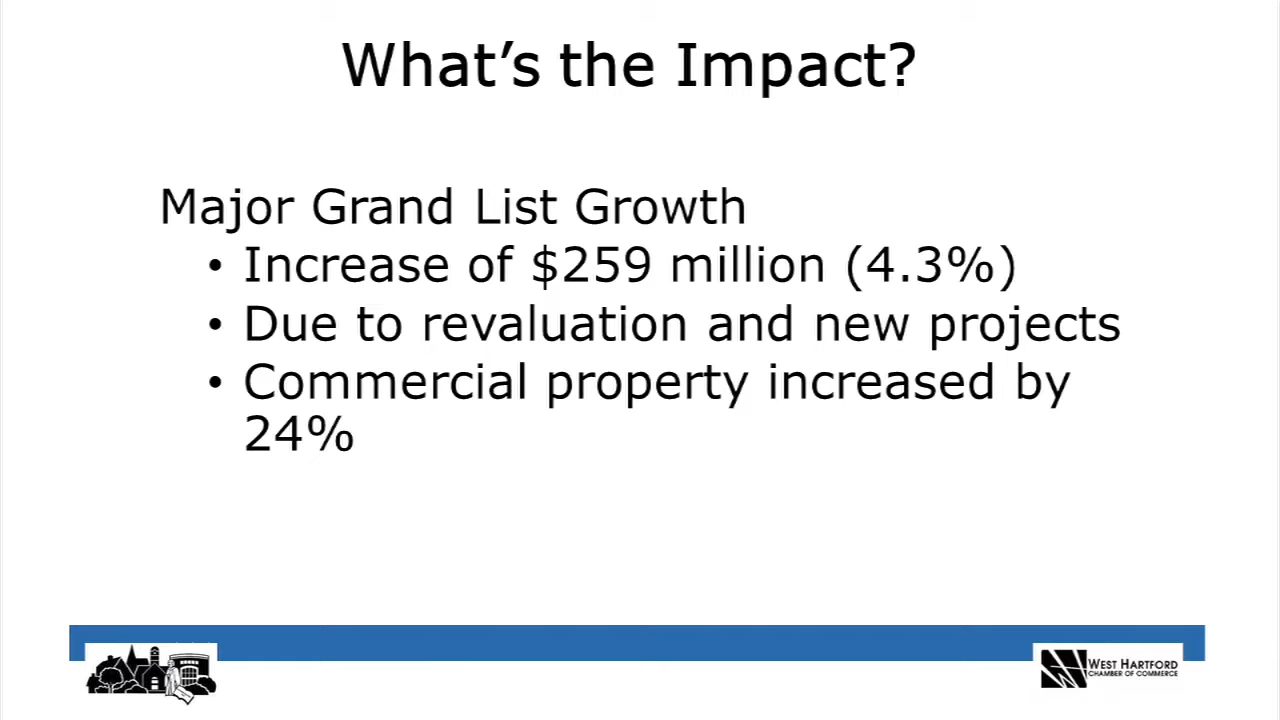 What’s the Impact?
Major Grand List Growth
• Increase of $259 million (4.3%)
• Due to revaluation and new projects
• Commercial property increased by
24%
WEST HARTFORD
CHAMBER OF COMMERCE